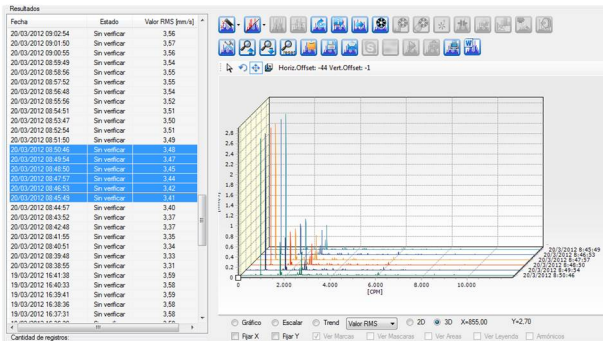 Resultados
Fecha Estado Valor RMS [mm/s]
20/03/2012 09:02:54 Sin verificar 3,56
20/03/2012 09:01:50 Sin verificar 3,57
20/03/2012 09:00:55 Sin verificar 3,56
20/03/2012 08:59:49 Sin verificar 3,54
20/03/2012 08:58:56 Sin verificar 3,55
20/03/2012 08:57:52 Sin verificar 3,55
20/03/2012 08:56:48 Sin verificar 3,54
20/03/2012 08:55:56 Sin verificar 3,52
20/03/2012 08:54:51 Sin verificar 3,51
20/03/2012 08:53:47 Sin verificar 3,50
20/03/2012 08:52:54 Sin verificar 3,51
20/03/2012 08:51:50 Sin verificar 3,49
20/03/2012 08:50:46 Sin verificar 3,48
20/03/2012 08:49:54 Sin verificar 3,47
20/03/2012 08:48:50 Sin verificar 3,45
20/03/2012 08:47:57 Sin verificar 3,44
20/03/2012 08:46:53 Sin verificar 3,42
20/03/2012 08:45:49 Sin verificar 3,41
20/03/2012 08:44:57 Sin verificar 3,40
20/03/2012 08:43:52 Sin verificar 3,37
20/03/2012 08:42:48 Sin verificar 3,37
20/03/2012 08:41:55 Sin verificar 3,35
20/03/2012 08:40:51 Sin verificar 3,34
20/03/2012 08:39:48 Sin verificar 3,33
20/03/2012 08:38:55 Sin verificar 3,31
19/03/2012 16:41:38 Sin verificar 3,59
19/03/2012 16:40:33 Sin verificar 3,58
19/03/2012 16:39:41 Sin verificar 3,59
19/03/2012 16:38:36 Sin verificar 3,58
19/03/2012 16:37:31 Sin verificar 3,58
Cantidad de registros:
Horiz.Offset: -44 Vert.Offset: -1
2.8
2.6
2.4
2.2
2
1.8
1.6
1.4
1.2
1
0.8
0.6
0.4
0.2
0
0 2.000 4.000 6.000 8.000 10.000
[CPM]
20/3/2012 8:45:49
20/3/2012 8:46:53
20/3/2012 8:47:57
20/3/2012 8:48:50
20/3/2012 8:49:54
20/3/2012 8:50:46
Gráfico Escalar Trend Valor RMS 2D 3D X=855,00 Y=2,70
Fijar X Fijar Y Ver Marcas Ver Mascaras Ver Areas Ver Leyenda Armónicos